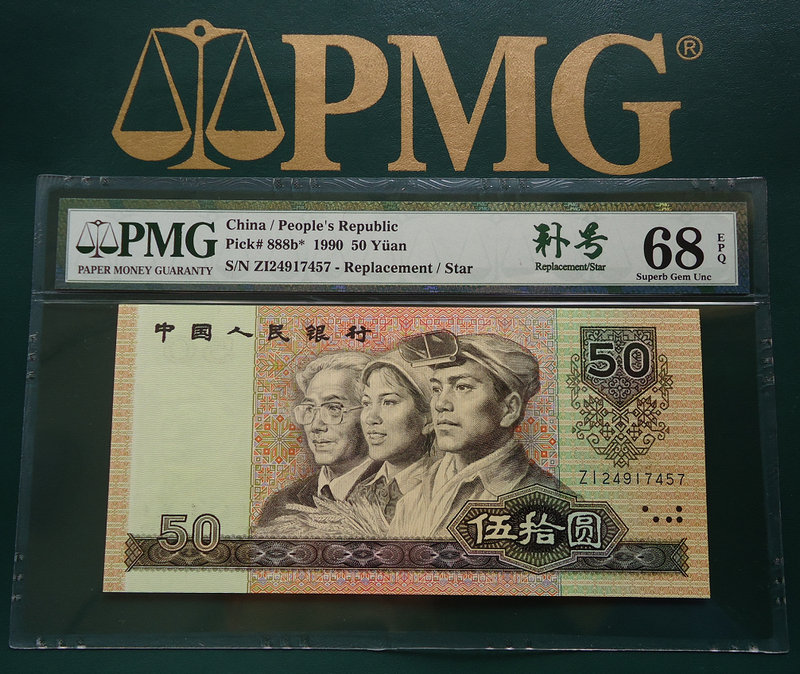 PMG®
PMG
PAPER MONEY GUARANTY
China / People's Republic
Pick# 888b* 1990 50 Yüan
S/N ZI24917457 - Replacement / Star
补号
Replacement/Star
68
EPQ
Superb Gem Unc
中国人民银行
50
ZI24917457
50
伍拾圆